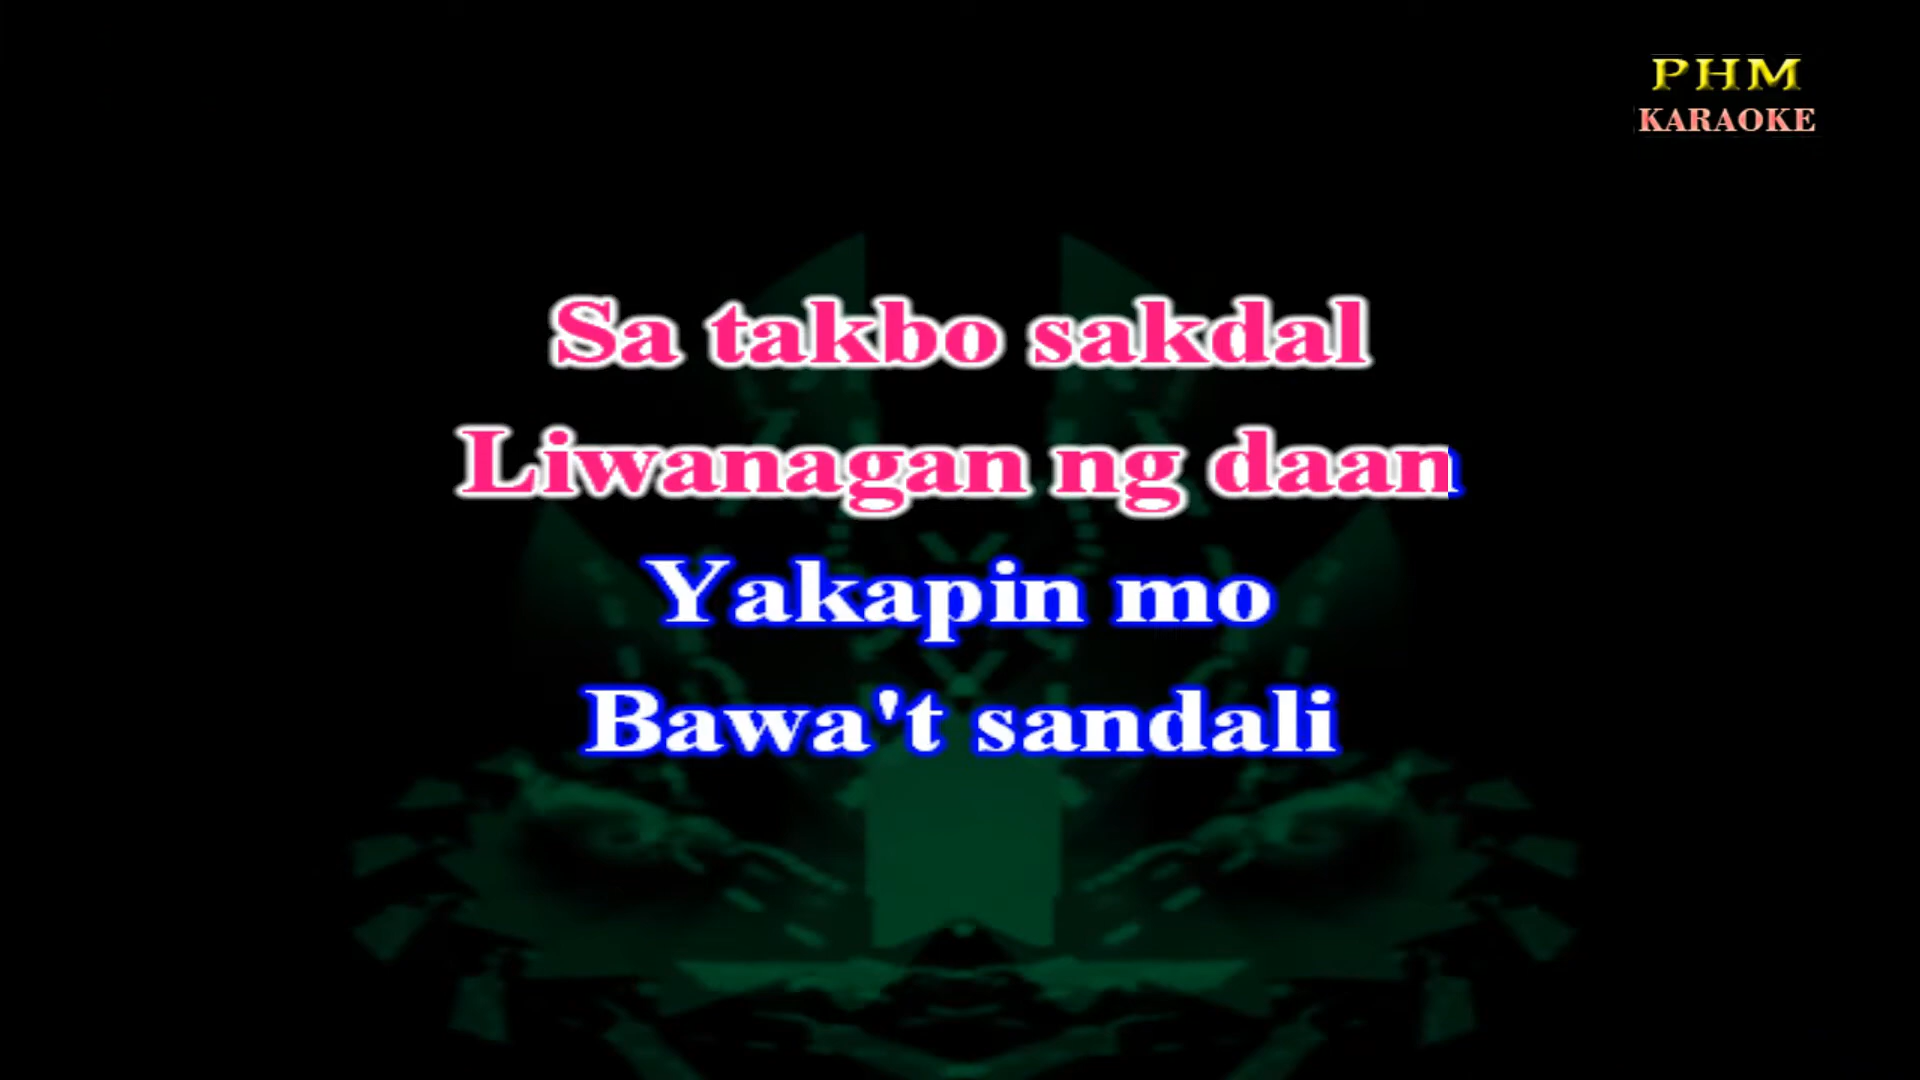 PHM
KARAOKE
Sa takbo sakdal
Liwanagan ng daan
Yakapin mo
Bawa't sandali